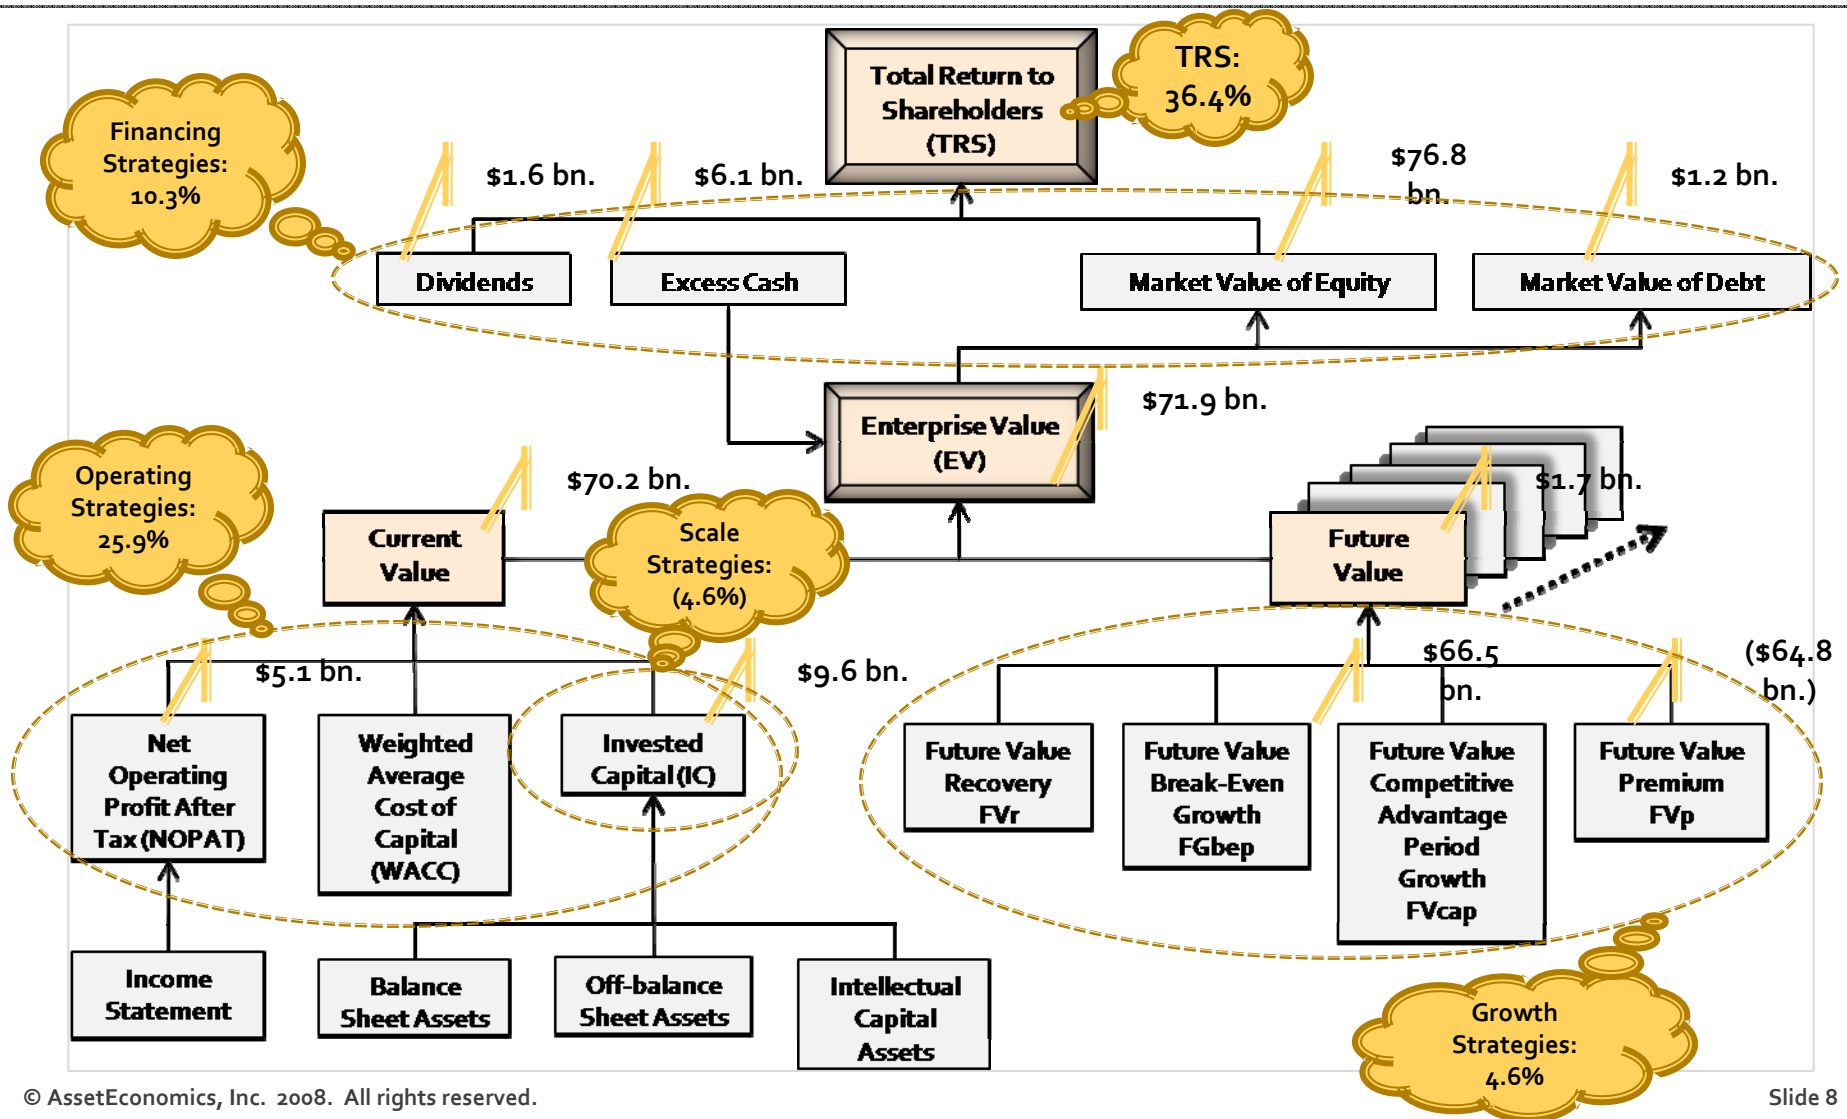 Total Return to
Shareholders
(TRS)
TRS:
36.4%
Financing
Strategies:
10.3%
$1.6 bn.
$6.1 bn.
$76.8
bn.
$1.2 bn.
Dividends
Excess Cash
Market Value of Equity
Market Value of Debt
$71.9 bn.
Enterprise Value
(EV)
Operating
Strategies:
25.9%
$70.2 bn.
$1.7 bn.
Current
Value
Scale
Strategies:
(4.6%)
Future
Value
$5.1 bn.
$9.6 bn.
$66.5
bn.
($64.8
bn.)
Net
Operating
Profit After
Tax (NOPAT)
Weighted
Average
Cost of
Capital
(WACC)
Invested
Capital (IC)
Future Value
Recovery
FVr
Future Value
Break-Even
Growth
FGbep
Future Value
Competitive
Advantage
Period
Growth
FVcap
Future Value
Premium
FVp
Income
Statement
Balance
Sheet Assets
Off-balance
Sheet Assets
Intellectual
Capital
Assets
Growth
Strategies:
4.6%
© AssetEconomics, Inc. 2008. All rights reserved.
Slide 8